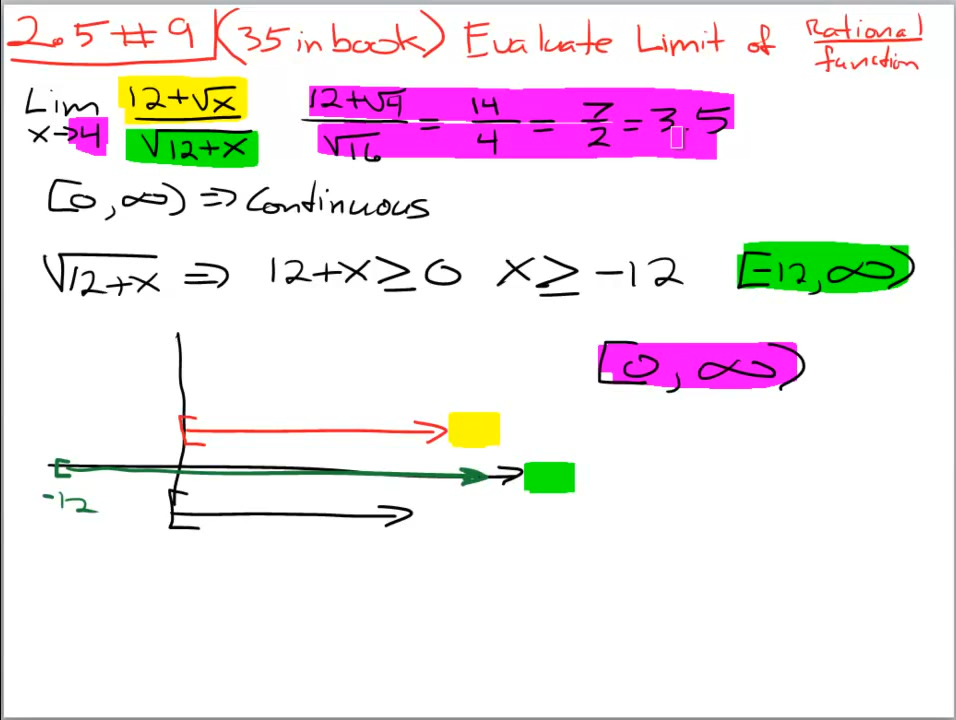 2.5 #9 (35 in book) Evaluate Limit of Rational function
Lim x→4 12+√x / √12+x 12+√4 / √16 = 14/4 = 7/2 = 3.5
[0, ∞) ⇒ Continuous
√12+x ⇒ 12+x ≥ 0 x ≥ -12 [-12, ∞)
[0, ∞)
-12